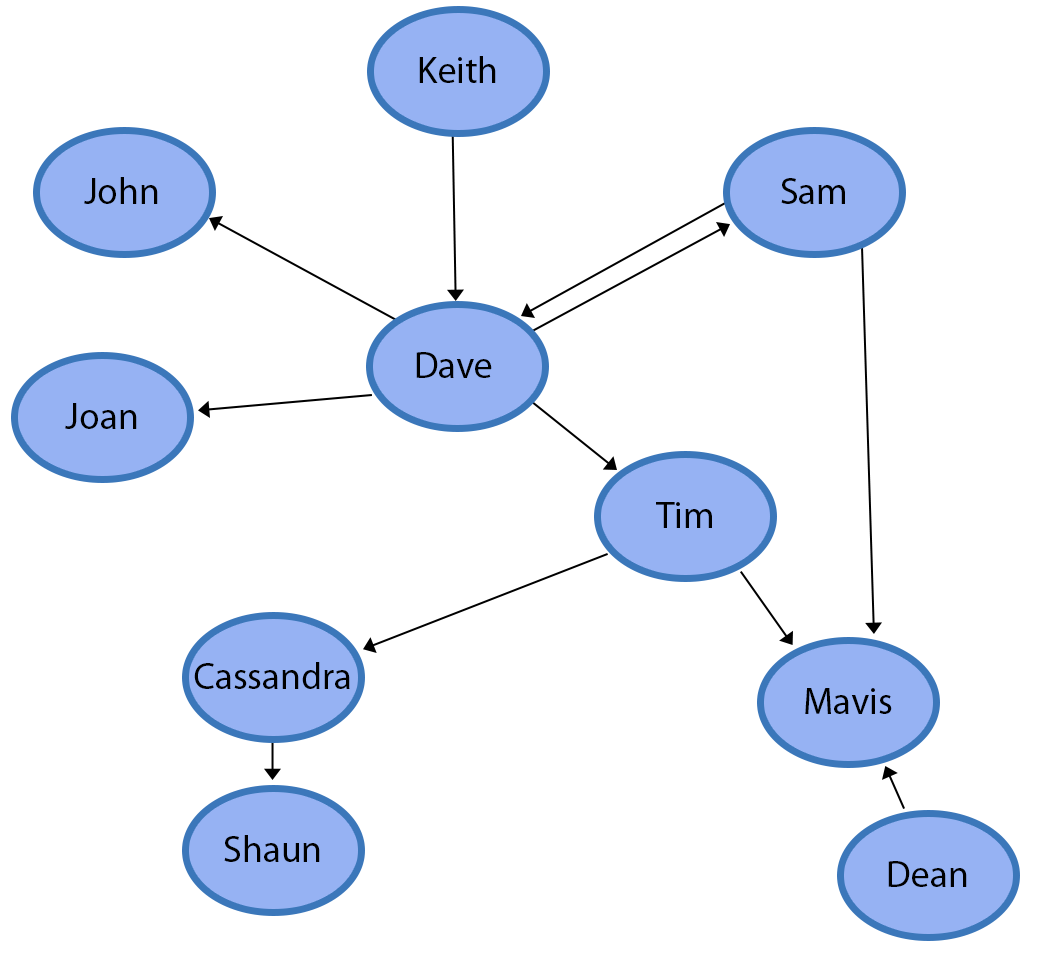 Keith
John
Sam
Dave
Joan
Tim
Cassandra
Mavis
Shaun
Dean